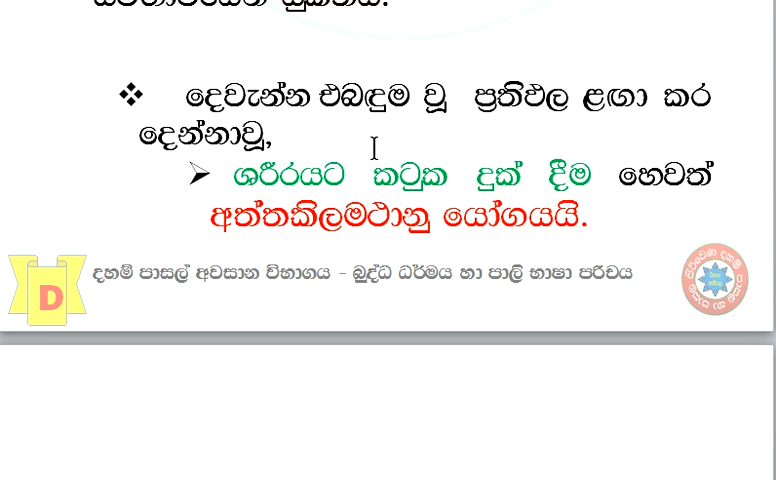 ❖ දෙවැන්න එබඳුම වූ ප්‍රතිඵල ළඟා කර
දෙන්නාවූ,
➢ ශරීරයට කටුක දුක් දීම හෙවත්
අත්තකිලමථානු යෝගයයි.
D
දහම් පාසල් අවසාන විභාගය - බුද්ධ ධර්මය හා පාලි භාෂා පරිචය